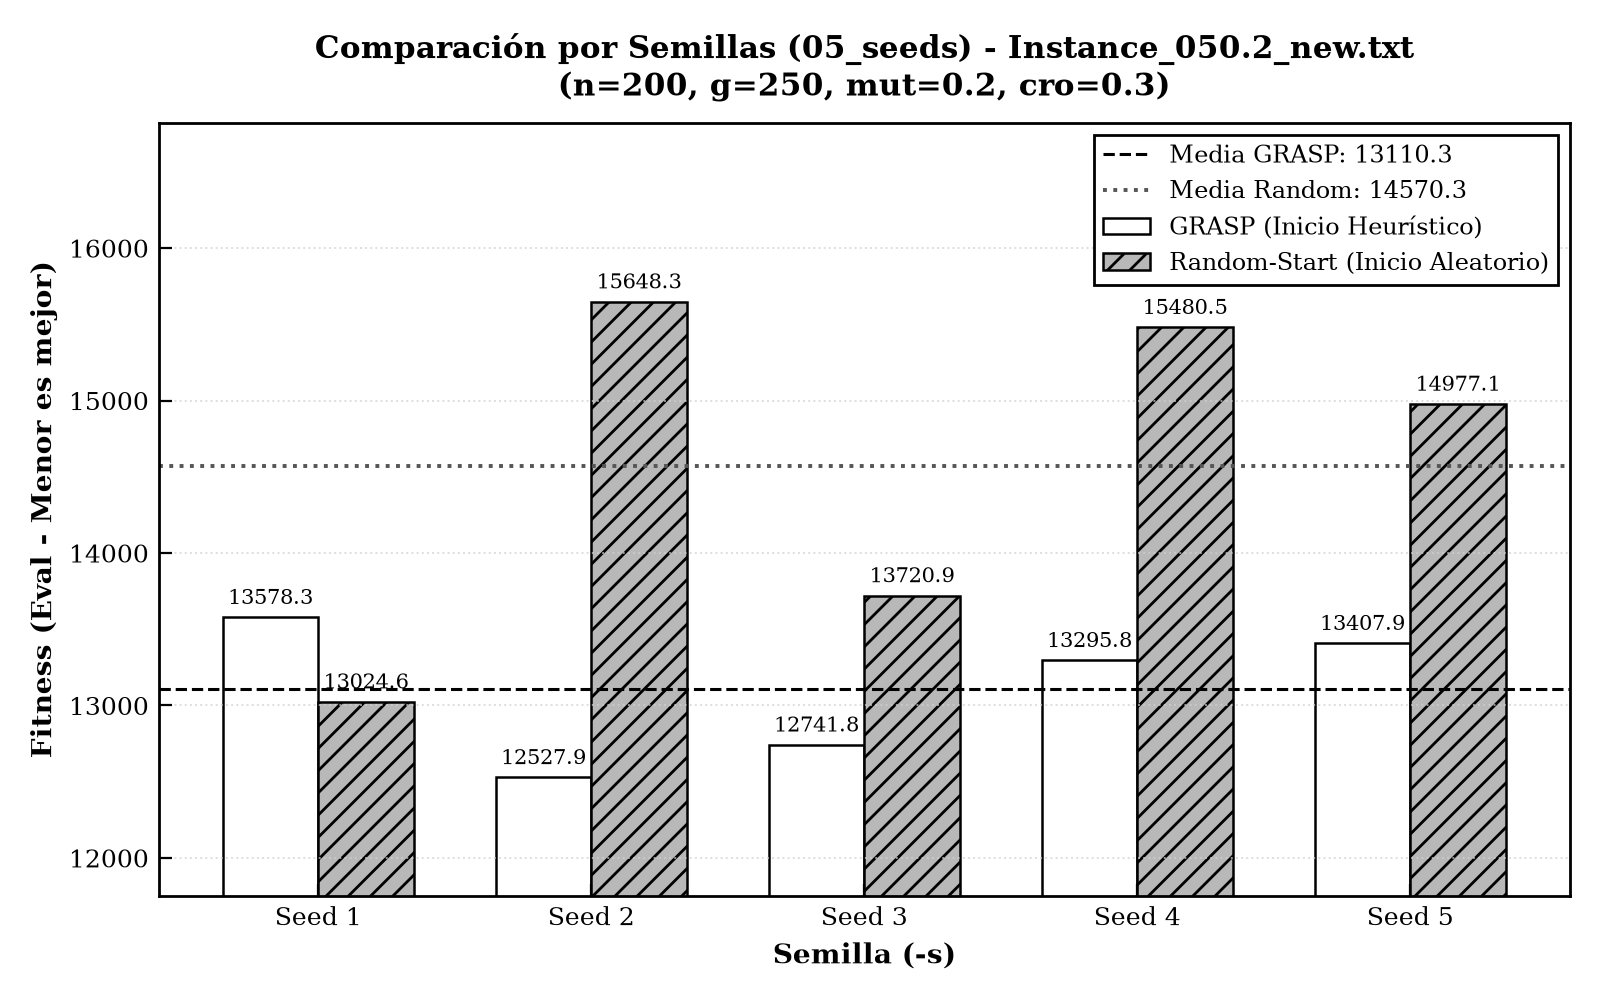 Comparación por Semillas (05_seeds) - Instance_050.2_new.txt
(n=200, g=250, mut=0.2, cro=0.3)
Media GRASP: 13110.3
Media Random: 14570.3
GRASP (Inicio Heurístico)
Random-Start (Inicio Aleatorio)
Fitness (Eval - Menor es mejor)
16000
15000
14000
13000
12000
13578.3
13024.6
12527.9
15648.3
12741.8
13720.9
13295.8
15480.5
13407.9
14977.1
Seed 1
Seed 2
Seed 3
Seed 4
Seed 5
Semilla (-s)